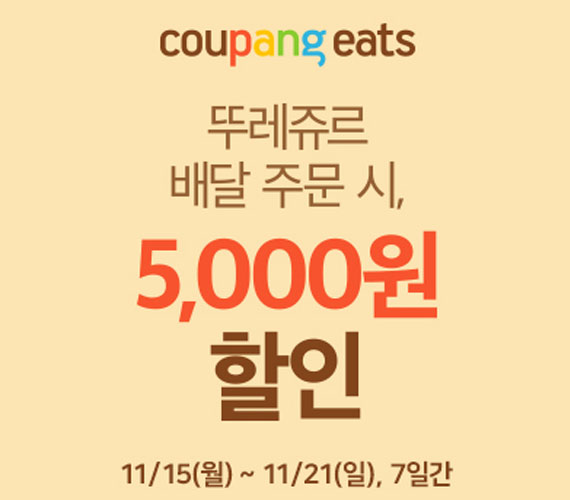 coupang eats
뚜레쥬르
배달 주문 시,
5,000원
할인
11/15(월) ~ 11/21(일), 7일간